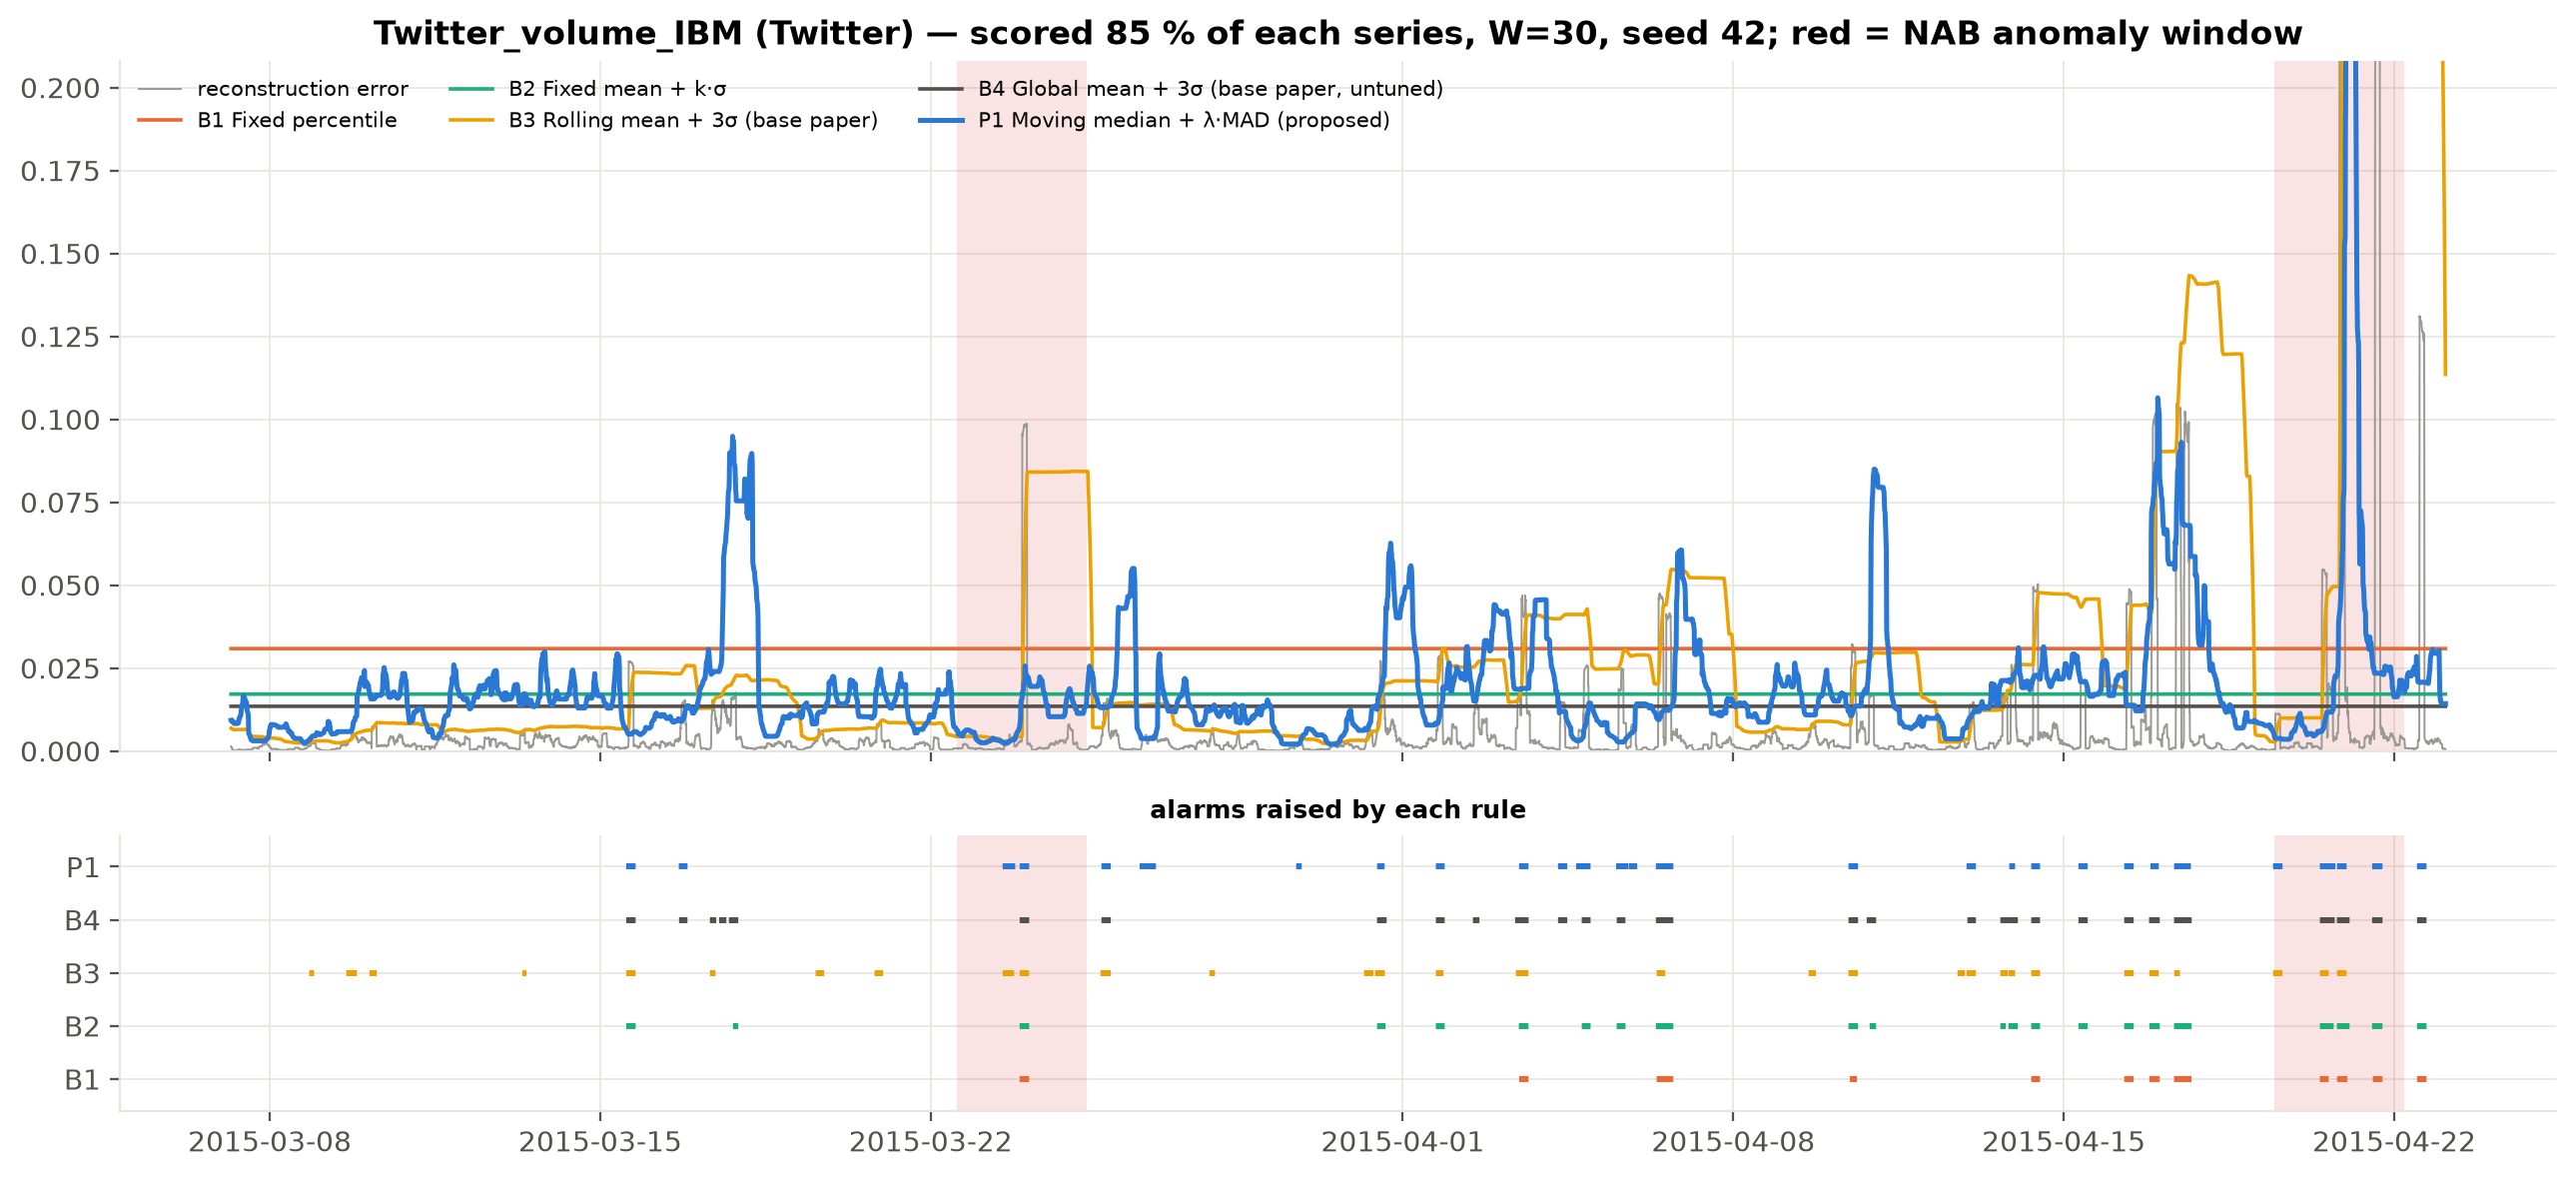 Twitter_volume_IBM (Twitter) — scored 85 % of each series, W=30, seed 42; red = NAB anomaly window
reconstruction error
B1 Fixed percentile
B2 Fixed mean + k·σ
B3 Rolling mean + 3σ (base paper)
B4 Global mean + 3σ (base paper, untuned)
P1 Moving median + λ·MAD (proposed)
0.200
0.175
0.150
0.125
0.100
0.075
0.050
0.025
0.000
alarms raised by each rule
P1
B4
B3
B2
B1
2015-03-08 2015-03-15 2015-03-22 2015-04-01 2015-04-08 2015-04-15 2015-04-22